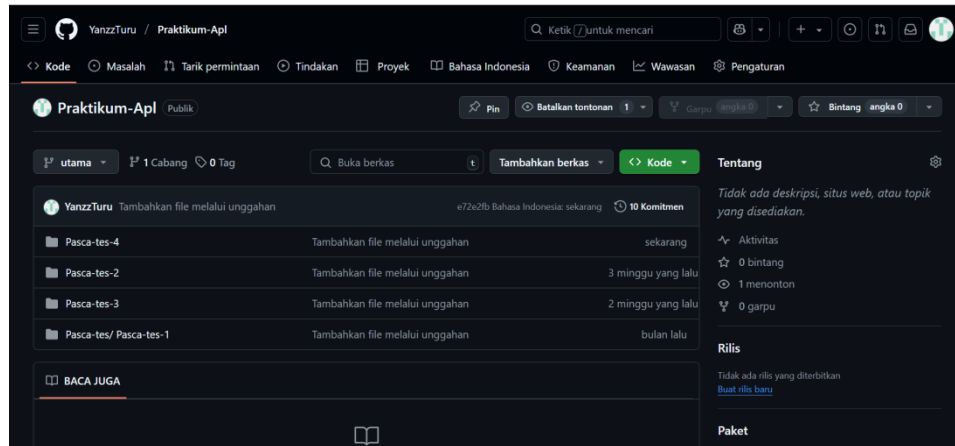 YanzzTuru / Praktikum-Apl
Ketik / untuk mencari
Kode Masalah Tarik permintaan Tindakan Proyek Bahasa Indonesia Keamanan Wawasan Pengaturan
Praktikum-Apl Publik
Pin Batalkan tontonan 1 Garpu angka 0 Bintang angka 0
utama 1 Cabang 0 Tag
Buka berkas t
Tambahkan berkas Kode
YanzzTuru Tambahkan file melalui unggahan e72e2fb Bahasa Indonesia: sekarang 10 Komitmen
Pasca-tes-4 Tambahkan file melalui unggahan sekarang
Pasca-tes-2 Tambahkan file melalui unggahan 3 minggu yang lalu
Pasca-tes-3 Tambahkan file melalui unggahan 2 minggu yang lalu
Pasca-tes/ Pasca-tes-1 Tambahkan file melalui unggahan bulan lalu
BACA JUGA
Tentang
Tidak ada deskripsi, situs web, atau topik
yang disediakan.
Aktivitas
0 bintang
1 menonton
0 garpu
Rilis
Tidak ada rilis yang diterbitkan
Buat rilis baru
Paket